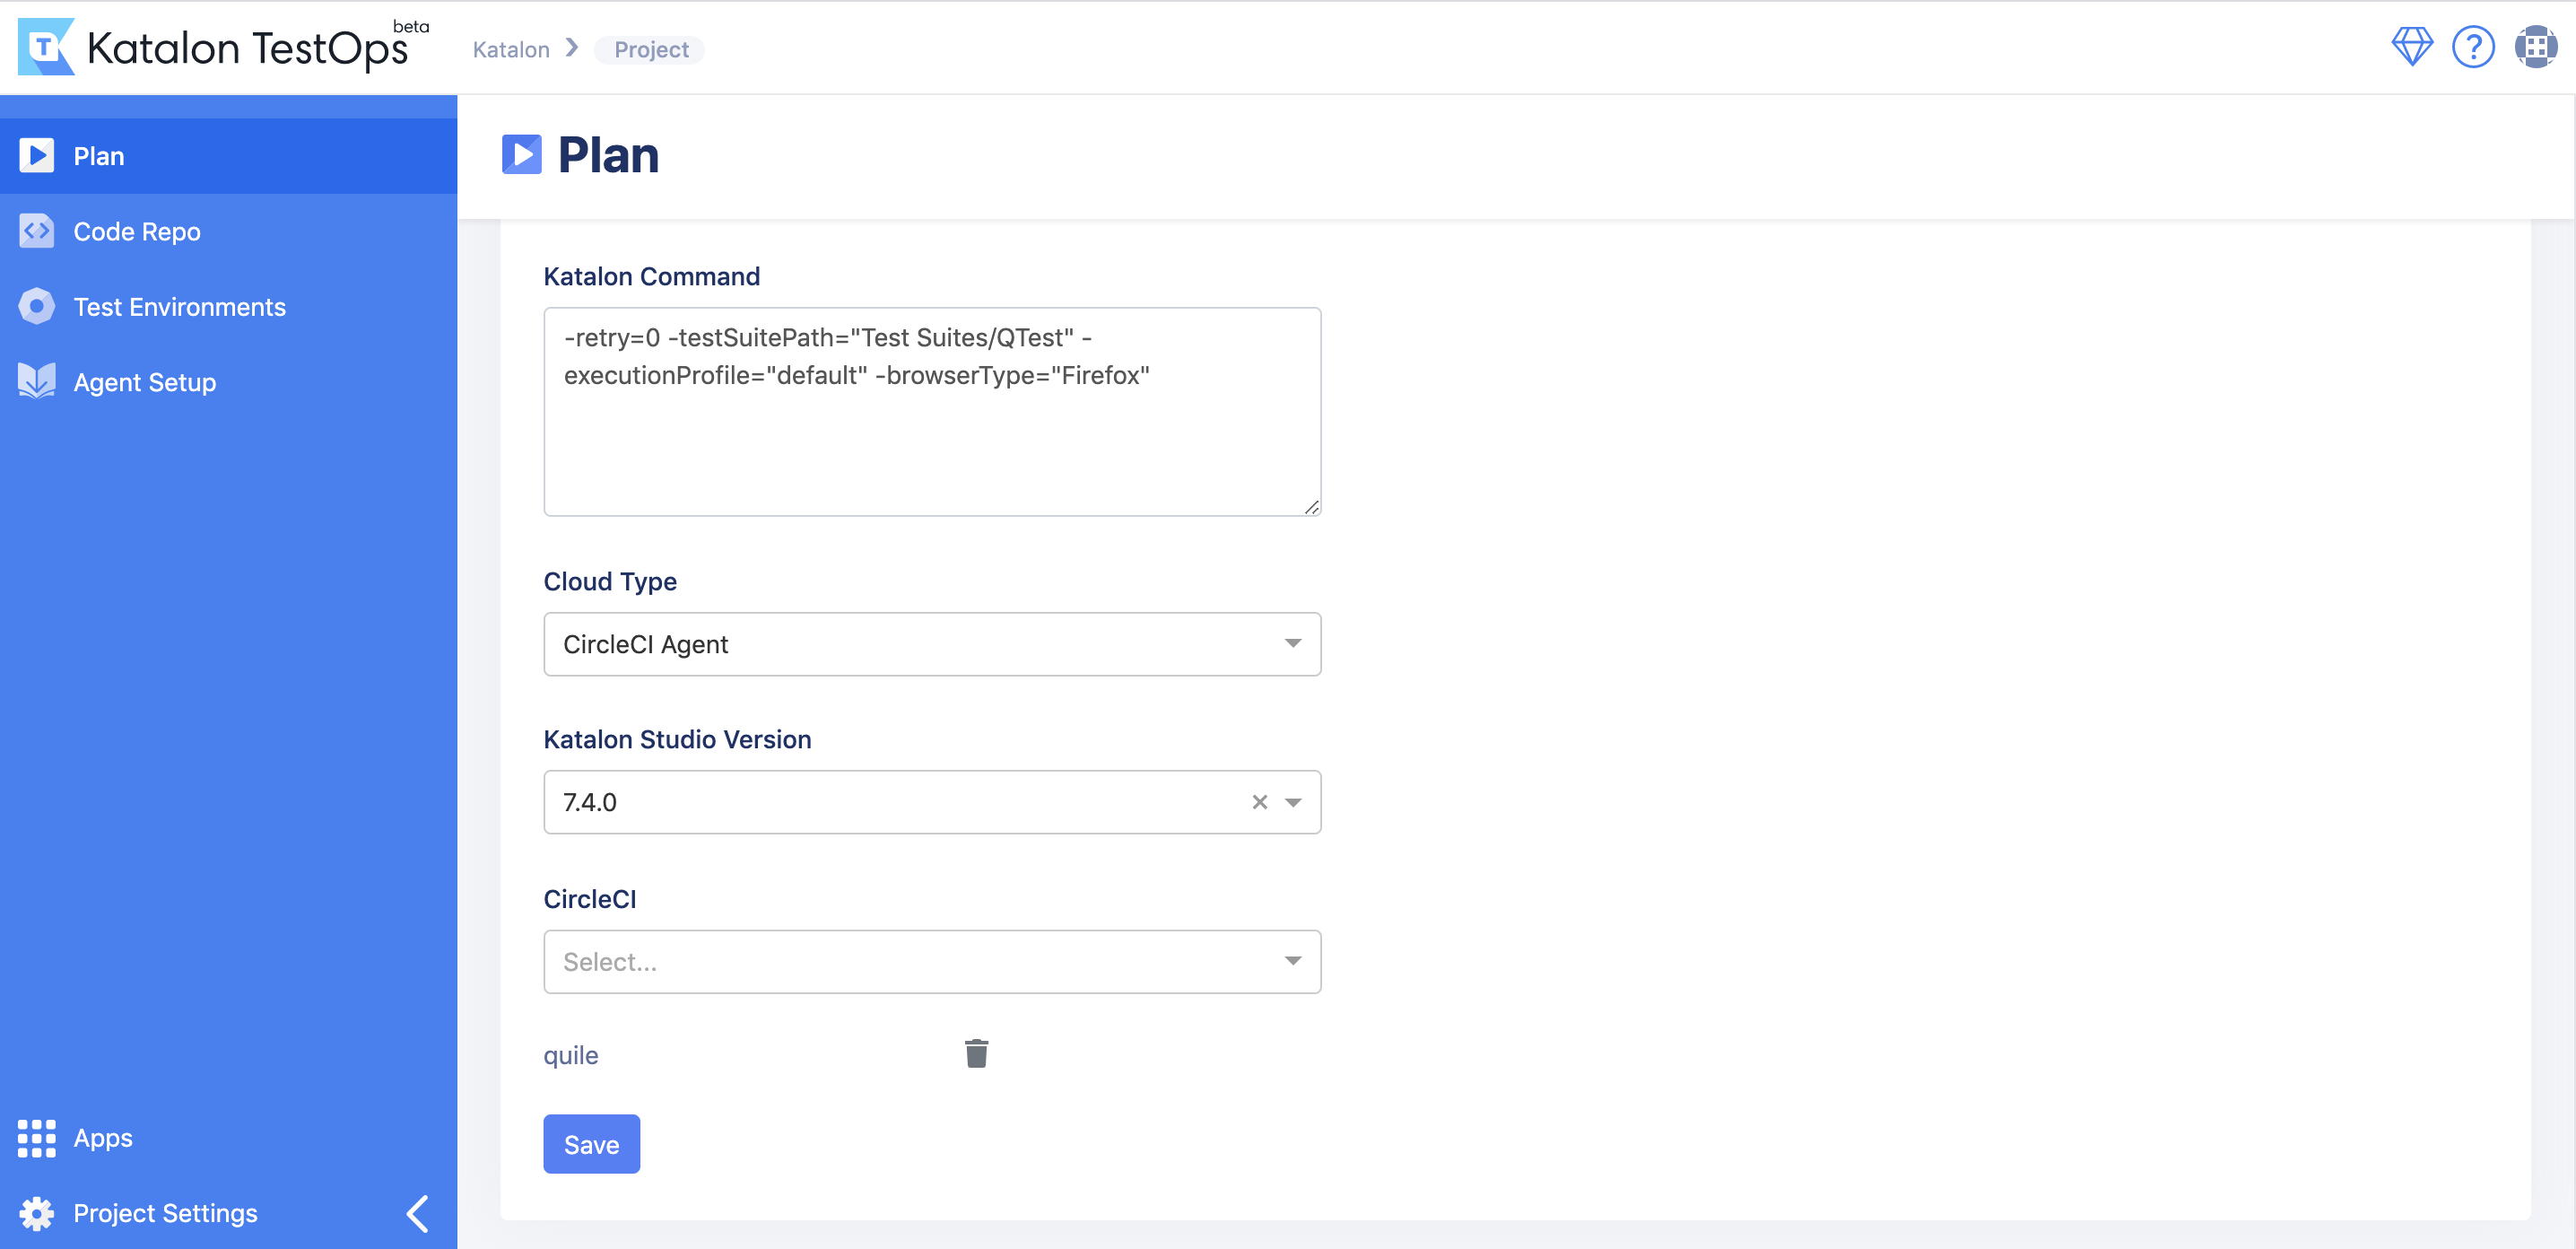 Katalon TestOps beta
Katalon Project
Plan
Code Repo
Test Environments
Agent Setup
Apps
Project Settings
Plan
Katalon Command
-retry=0 -testSuitePath="Test Suites/QTest" -
executionProfile="default" -browserType="Firefox"
Cloud Type
CircleCI Agent
Katalon Studio Version
7.4.0
CircleCI
Select...
quile
Save